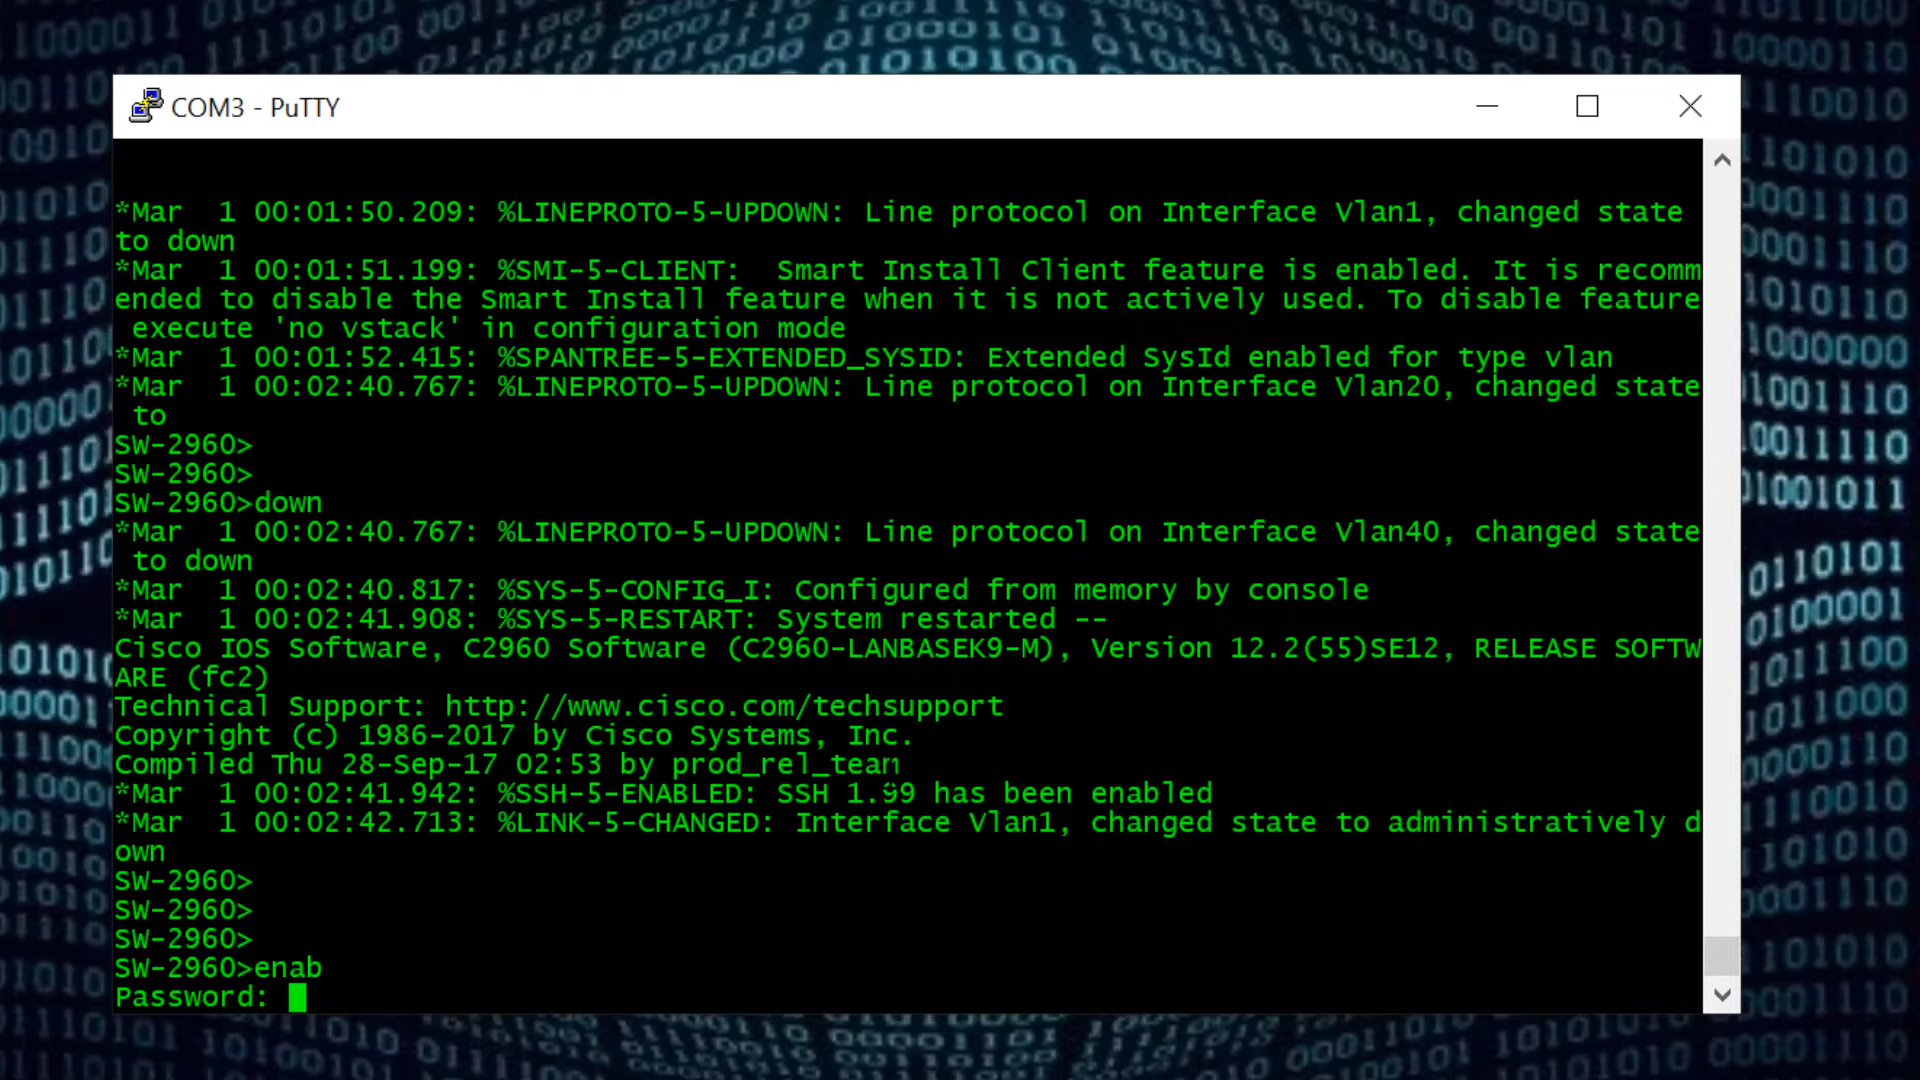 COM3 - PuTTY
*Mar  1 00:01:50.209: %LINEPROTO-5-UPDOWN: Line protocol on Interface Vlan1, changed state
to down
*Mar  1 00:01:51.199: %SMI-5-CLIENT:  Smart Install Client feature is enabled. It is recomm
ended to disable the Smart Install feature when it is not actively used. To disable feature
 execute 'no vstack' in configuration mode
*Mar  1 00:01:52.415: %SPANTREE-5-EXTENDED_SYSID: Extended SysId enabled for type vlan
*Mar  1 00:02:40.767: %LINEPROTO-5-UPDOWN: Line protocol on Interface Vlan20, changed state
 to
SW-2960>
SW-2960>
SW-2960>down
*Mar  1 00:02:40.767: %LINEPROTO-5-UPDOWN: Line protocol on Interface Vlan40, changed state
 to down
*Mar  1 00:02:40.817: %SYS-5-CONFIG_I: Configured from memory by console
*Mar  1 00:02:41.908: %SYS-5-RESTART: System restarted --
Cisco IOS Software, C2960 Software (C2960-LANBASEK9-M), Version 12.2(55)SE12, RELEASE SOFTW
ARE (fc2)
Technical Support: http://www.cisco.com/techsupport
Copyright (c) 1986-2017 by Cisco Systems, Inc.
Compiled Thu 28-Sep-17 02:53 by prod_rel_team
*Mar  1 00:02:41.942: %SSH-5-ENABLED: SSH 1.99 has been enabled
*Mar  1 00:02:42.713: %LINK-5-CHANGED: Interface Vlan1, changed state to administratively d
own
SW-2960>
SW-2960>
SW-2960>
SW-2960>enab
Password: